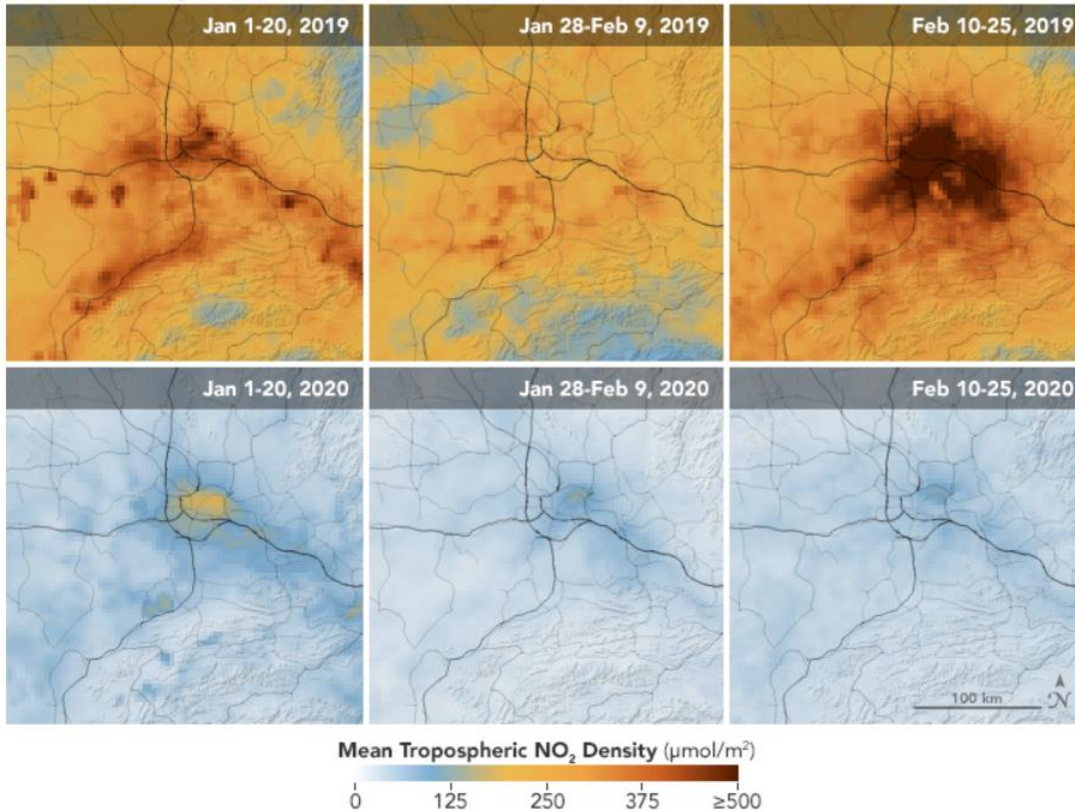 Jan 1-20, 2019
Jan 28-Feb 9, 2019
Feb 10-25, 2019
Jan 1-20, 2020
Jan 28-Feb 9, 2020
Feb 10-25, 2020
100 km
N
Mean Tropospheric NO₂ Density (μmol/m²)
0 125 250 375 ≥500